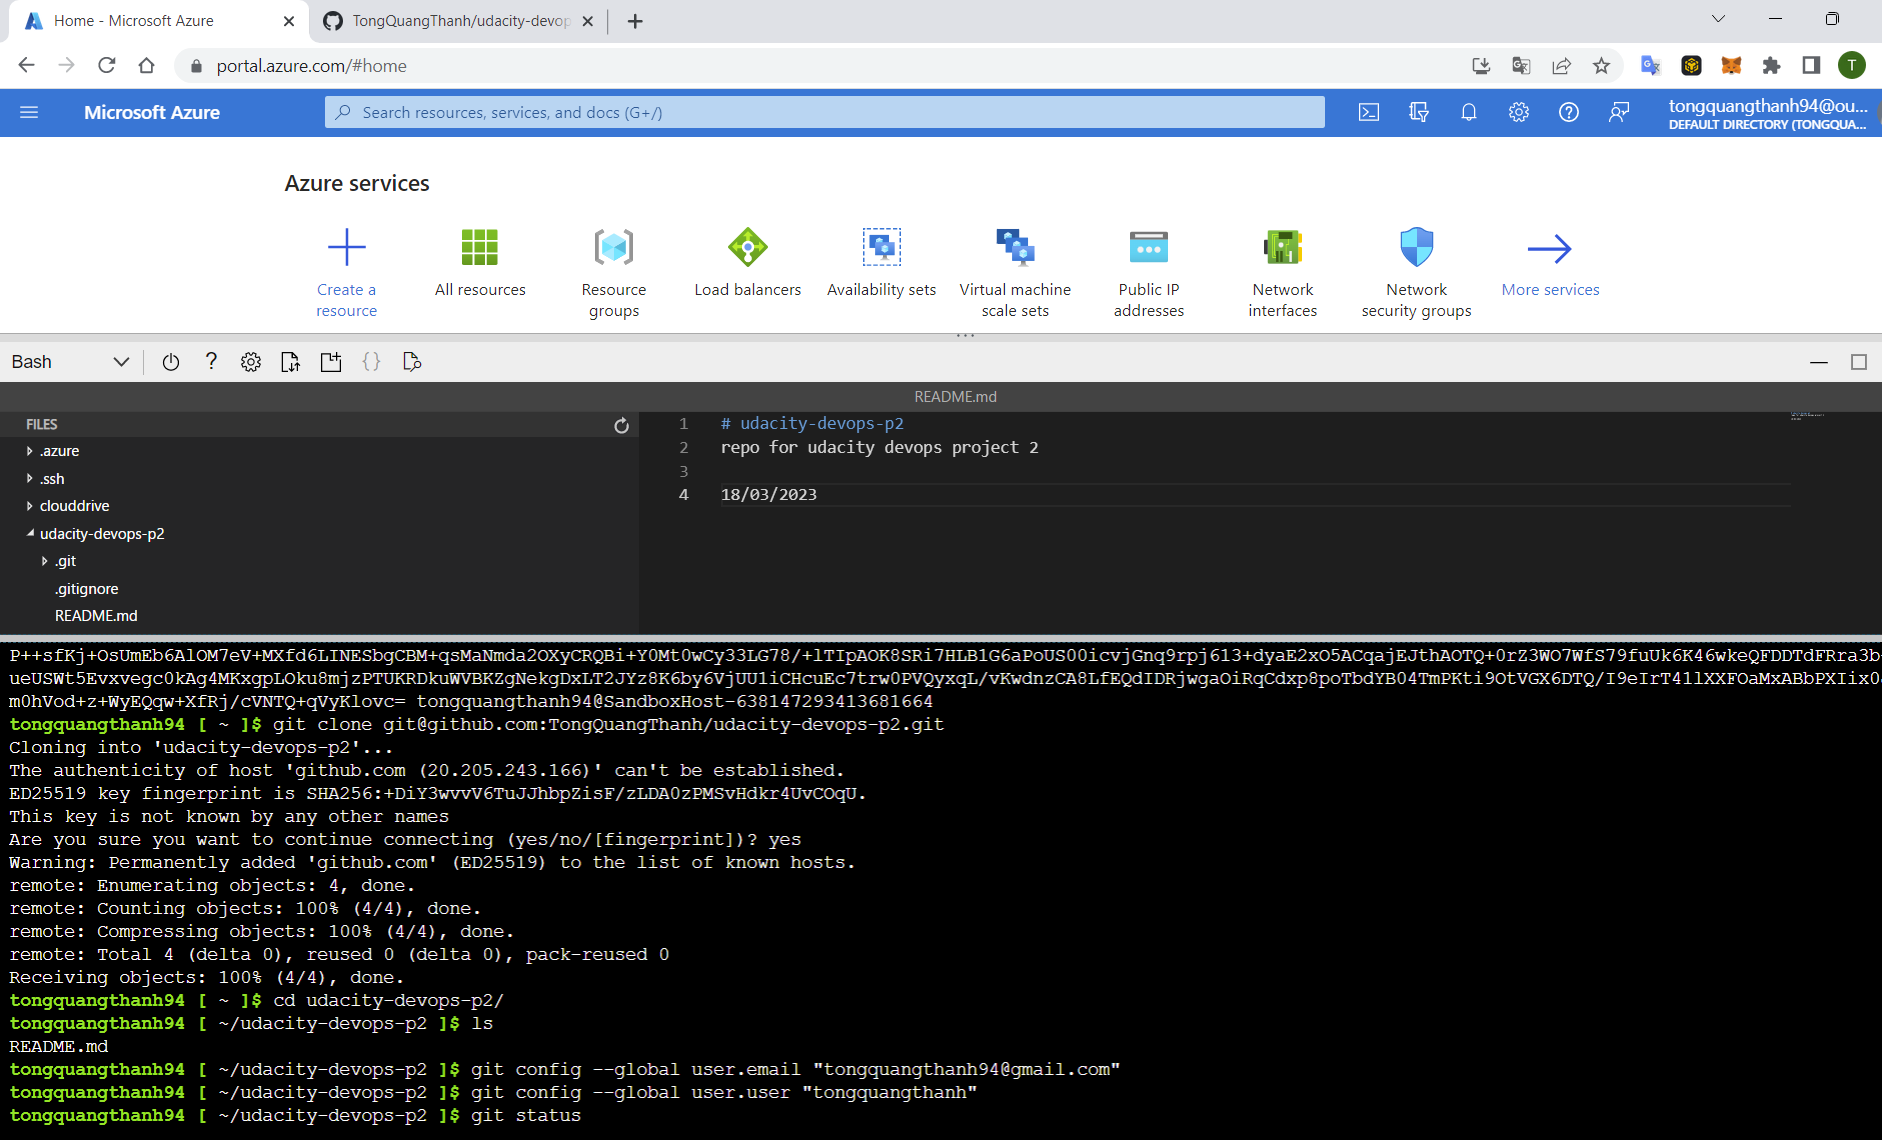 Home - Microsoft Azure
TongQuangThanh/udacity-devop
portal.azure.com/#home
Microsoft Azure
Search resources, services, and docs (G+/)
tongquangthanh94@ou...
DEFAULT DIRECTORY (TONGQUA...
T
Azure services
Create a resource
All resources
Resource groups
Load balancers
Availability sets
Virtual machine scale sets
Public IP addresses
Network interfaces
Network security groups
More services
Bash
README.md
FILES
.azure
.ssh
clouddrive
udacity-devops-p2
.git
.gitignore
README.md
1 # udacity-devops-p2
2 repo for udacity devops project 2
3
4 18/03/2023
m0hVod+z+WyEQqw+XfRj/cVNTQ+qVyKlovc= tongquangthanh94@SandboxHost-638147293413681664
tongquangthanh94 [ ~ ]$ git clone git@github.com:TongQuangThanh/udacity-devops-p2.git
Cloning into 'udacity-devops-p2'...
The authenticity of host 'github.com (20.205.243.166)' can't be established.
ED25519 key fingerprint is SHA256:+DiY3wvvV6TuJJhbpZisF/zLDA0zPMSvHdkr4UvCOqU.
This key is not known by any other names
Are you sure you want to continue connecting (yes/no/[fingerprint])? yes
Warning: Permanently added 'github.com' (ED25519) to the list of known hosts.
remote: Enumerating objects: 4, done.
remote: Counting objects: 100% (4/4), done.
remote: Compressing objects: 100% (4/4), done.
remote: Total 4 (delta 0), reused 0 (delta 0), pack-reused 0
Receiving objects: 100% (4/4), done.
tongquangthanh94 [ ~ ]$ cd udacity-devops-p2/
tongquangthanh94 [ ~/udacity-devops-p2 ]$ ls
README.md
tongquangthanh94 [ ~/udacity-devops-p2 ]$ git config --global user.email "tongquangthanh94@gmail.com"
tongquangthanh94 [ ~/udacity-devops-p2 ]$ git config --global user.user "tongquangthanh"
tongquangthanh94 [ ~/udacity-devops-p2 ]$ git status